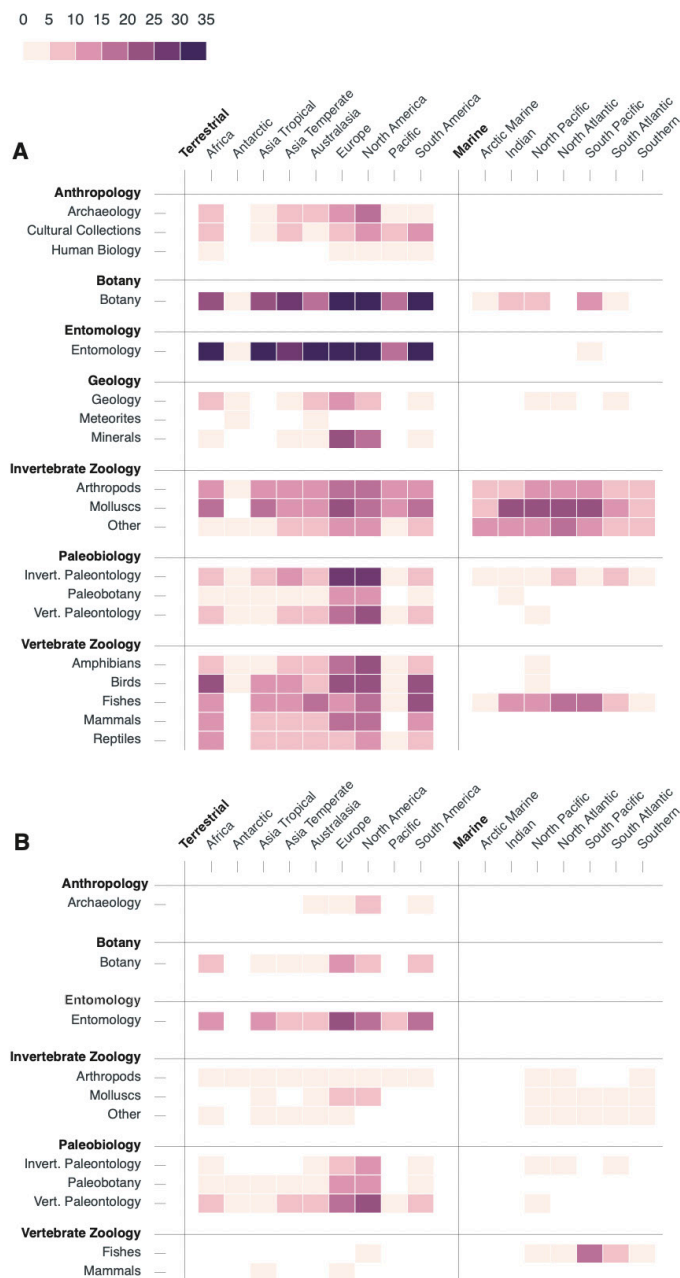 0 5 10 15 20 25 30 35
A
Terrestrial Africa Antarctic Asia Tropical Asia Temperate Australasia Europe North America Pacific South America Marine Arctic Marine Indian North Pacific North Atlantic South Pacific South Atlantic Southern
Anthropology
Archaeology
Cultural Collections
Human Biology
Botany
Botany
Entomology
Entomology
Geology
Geology
Meteorites
Minerals
Invertebrate Zoology
Arthropods
Molluscs
Other
Paleobiology
Invert. Paleontology
Paleobotany
Vert. Paleontology
Vertebrate Zoology
Amphibians
Birds
Fishes
Mammals
Reptiles
B
Terrestrial Africa Antarctic Asia Tropical Asia Temperate Australasia Europe North America Pacific South America Marine Arctic Marine Indian North Pacific North Atlantic South Pacific South Atlantic Southern
Anthropology
Archaeology
Botany
Botany
Entomology
Entomology
Invertebrate Zoology
Arthropods
Molluscs
Other
Paleobiology
Invert. Paleontology
Paleobotany
Vert. Paleontology
Vertebrate Zoology
Fishes
Mammals